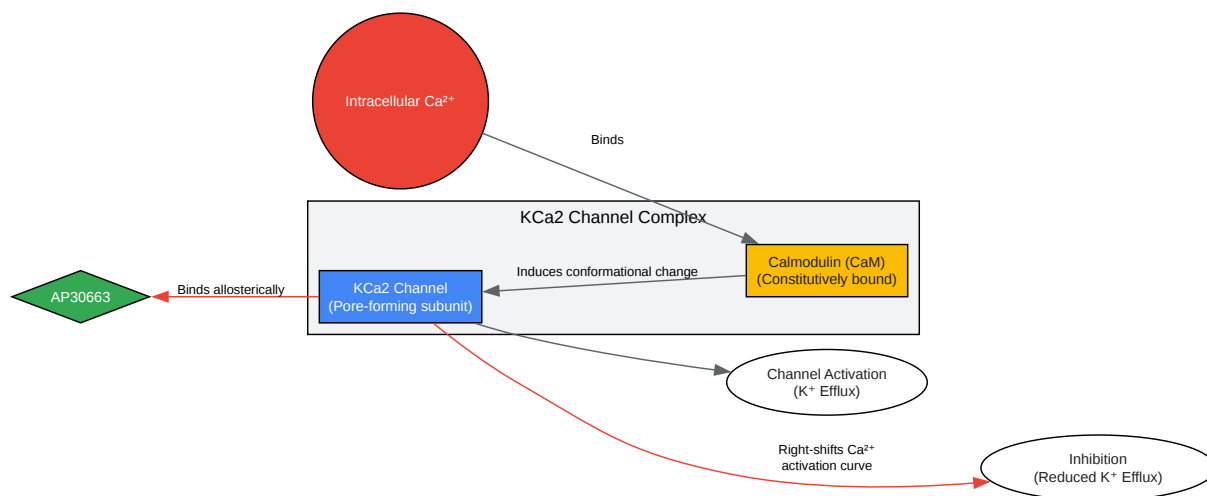 Intracellular Ca²⁺
Binds
KCa2 Channel Complex
Calmodulin (CaM)
(Constitutively bound)
Induces conformational change
KCa2 Channel
(Pore-forming subunit)
Binds allosterically
AP30663
Channel Activation
(K⁺ Efflux)
Right-shifts Ca²⁺
activation curve
Inhibition
(Reduced K⁺ Efflux)